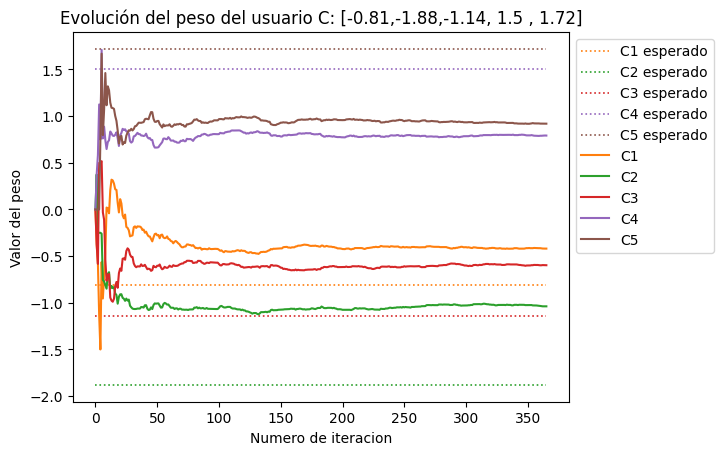 Evolución del peso del usuario C: [-0.81,-1.88,-1.14, 1.5 , 1.72]
Valor del peso
1.5
1.0
0.5
0.0
−0.5
−1.0
−1.5
−2.0
0 50 100 150 200 250 300 350
Numero de iteracion
C1 esperado
C2 esperado
C3 esperado
C4 esperado
C5 esperado
C1
C2
C3
C4
C5